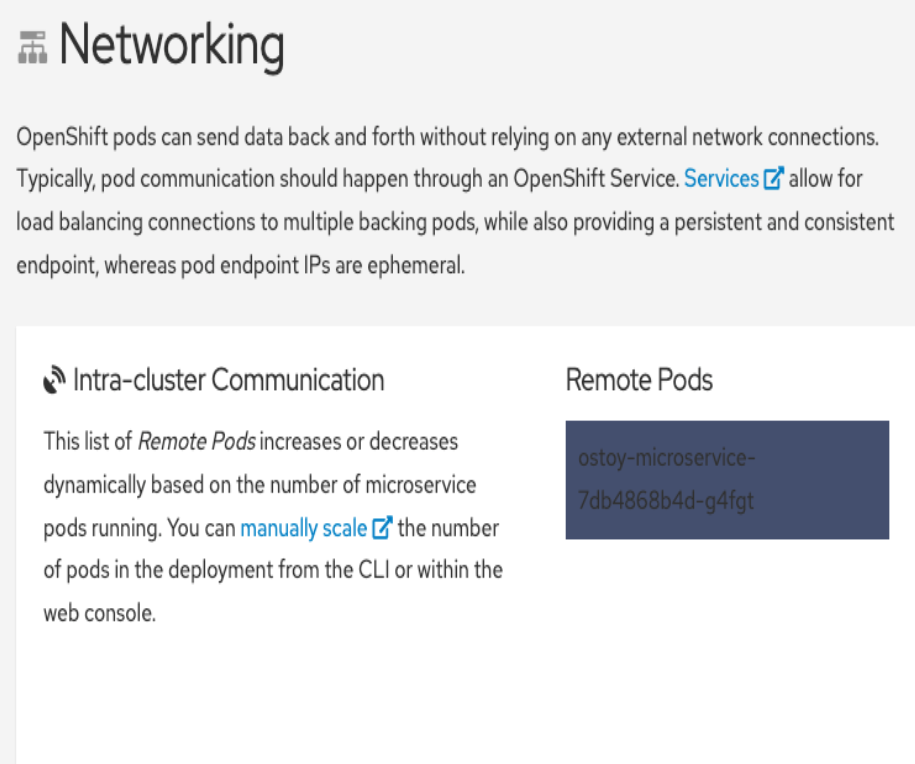 Networking
OpenShift pods can send data back and forth without relying on any external network connections.
Typically, pod communication should happen through an OpenShift Service. Services allow for
load balancing connections to multiple backing pods, while also providing a persistent and consistent
endpoint, whereas pod endpoint IPs are ephemeral.
Intra-cluster Communication
This list of Remote Pods increases or decreases
dynamically based on the number of microservice
pods running. You can manually scale the number
of pods in the deployment from the CLI or within the
web console.
Remote Pods
ostoy-microservice-
7db4868b4d-g4fgt